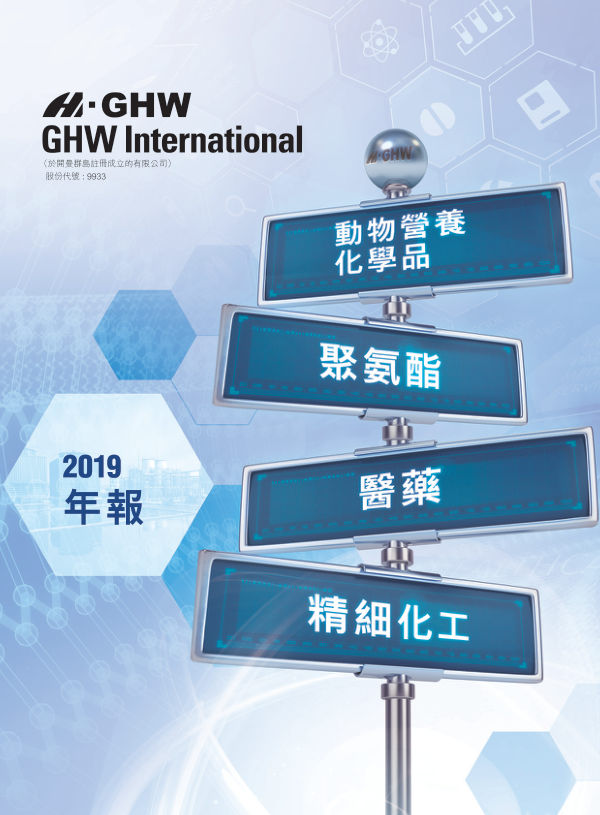 H·GHW
GHW International
（於開曼群島註冊成立的有限公司）
股份代號：9933
H·GHW
動物營養
化學品
聚氨酯
醫藥
精細化工
2019
年報